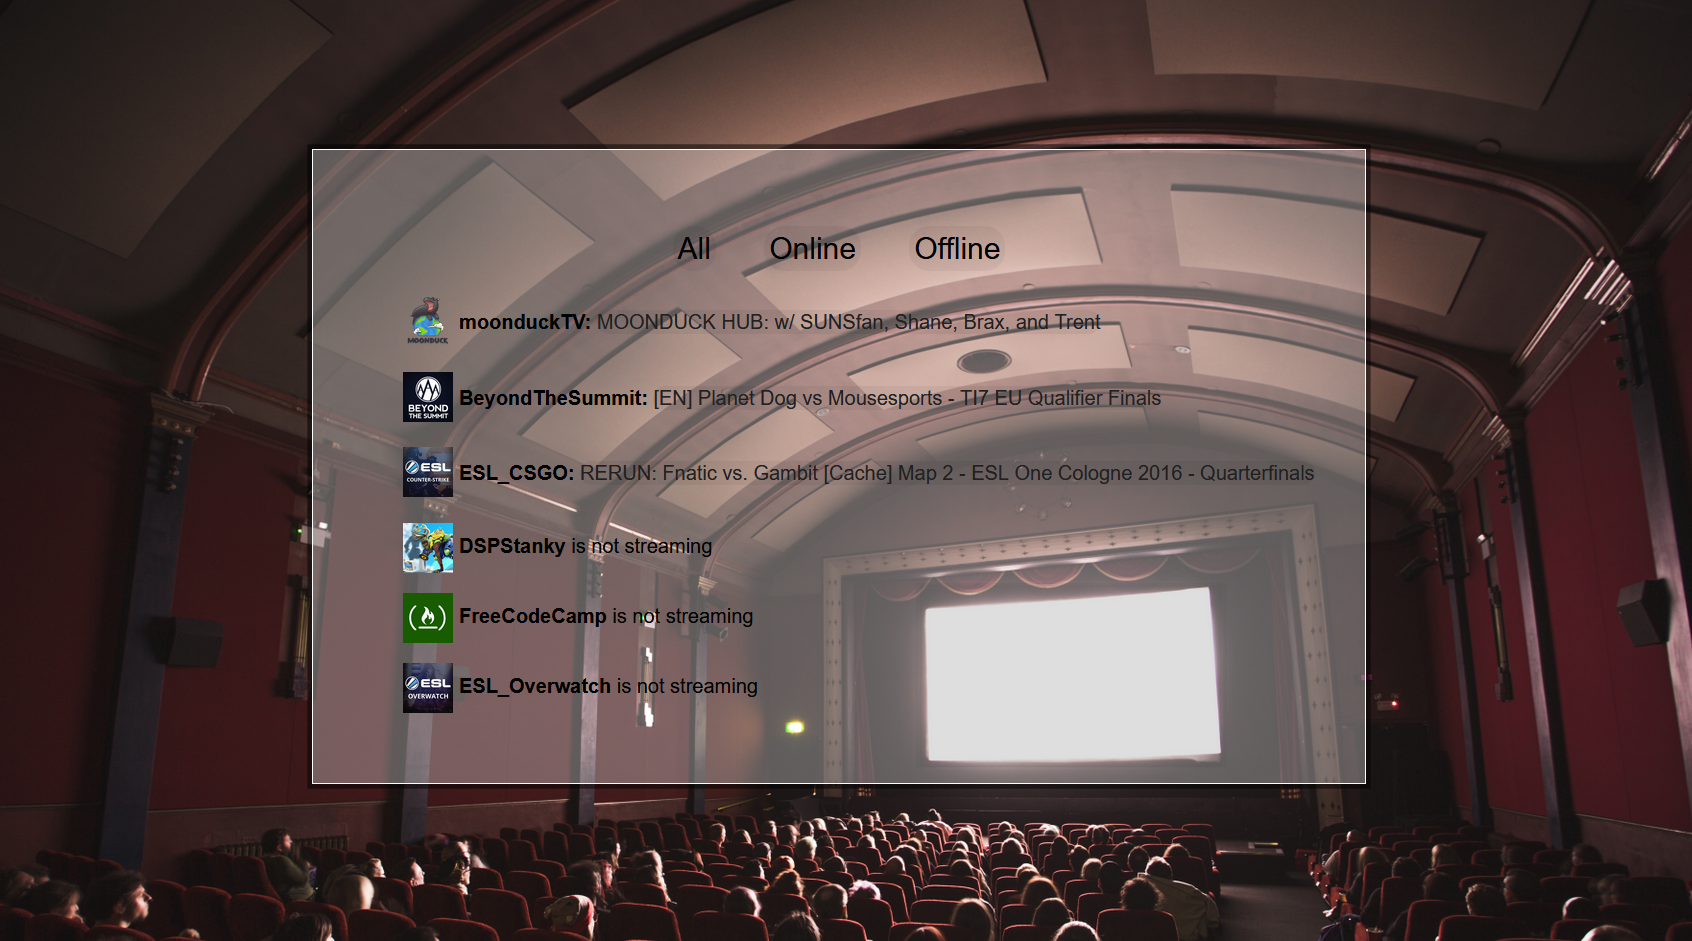 All Online Offline
MOONDUCK
moonduckTV: MOONDUCK HUB: w/ SUNSfan, Shane, Brax, and Trent
BEYOND
THE SUMMIT
BeyondTheSummit: [EN] Planet Dog vs Mousesports - TI7 EU Qualifier Finals
ESL
COUNTER-STRIKE
ESL_CSGO: RERUN: Fnatic vs. Gambit [Cache] Map 2 - ESL One Cologne 2016 - Quarterfinals
DSPStanky is not streaming
FreeCodeCamp is not streaming
ESL
OVERWATCH
ESL_Overwatch is not streaming